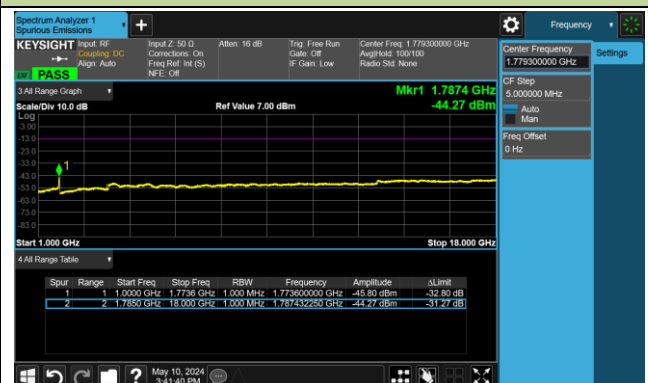 Spectrum Analyzer 1
Spurious Emissions
Frequency
KEYSIGHT
Input: RF
Coupling: DC
Align: Auto
Input Z: 50 Ω
Corrections: On
Freq Ref: Int (S)
NFE: Off
Atten: 16 dB
Trig: Free Run
Gate: Off
IF Gain: Low
Center Freq: 1.779300000 GHz
Avg|Hold: 100/100
Radio Std: None
PASS
3 All Range Graph
Mkr1 1.7874 GHz
Scale/Div 10.0 dB
Ref Value 7.00 dBm
-44.27 dBm
Log
-3.00
-13.0
-23.0
-33.0
-43.0
-53.0
-63.0
-73.0
-83.0
1
Start 1.000 GHz
Stop 18.000 GHz
4 All Range Table
Spur Range Start Freq Stop Freq RBW Frequency Amplitude ΔLimit
1 1 1.0000 GHz 1.7736 GHz 1.000 MHz 1.773600000 GHz -45.80 dBm -32.80 dB
2 2 1.7850 GHz 18.000 GHz 1.000 MHz 1.787432250 GHz -44.27 dBm -31.27 dB
May 10, 2024
3:41:40 PM
Center Frequency
1.779300000 GHz
Settings
CF Step
5.000000 MHz
Auto
Man
Freq Offset
0 Hz